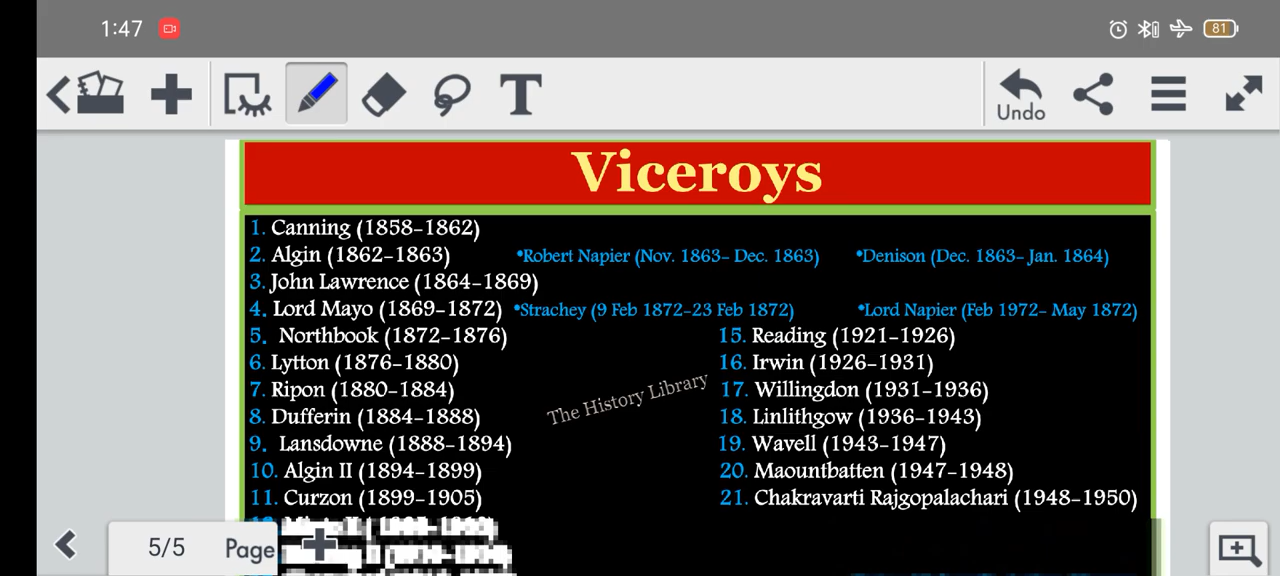 1:47
81
T
Undo
Viceroys
1. Canning (1858-1862)
2. Algin (1862-1863) •Robert Napier (Nov. 1863- Dec. 1863) •Denison (Dec. 1863- Jan. 1864)
3. John Lawrence (1864-1869)
4. Lord Mayo (1869-1872) •Strachey (9 Feb 1872-23 Feb 1872) •Lord Napier (Feb 1972- May 1872)
5. Northbook (1872-1876)
6. Lytton (1876-1880)
7. Ripon (1880-1884)
8. Dufferin (1884-1888)
9. Lansdowne (1888-1894)
10. Algin II (1894-1899)
11. Curzon (1899-1905)
15. Reading (1921-1926)
16. Irwin (1926-1931)
17. Willingdon (1931-1936)
18. Linlithgow (1936-1943)
19. Wavell (1943-1947)
20. Maountbatten (1947-1948)
21. Chakravarti Rajgopalachari (1948-1950)
The History Library
5/5 Page